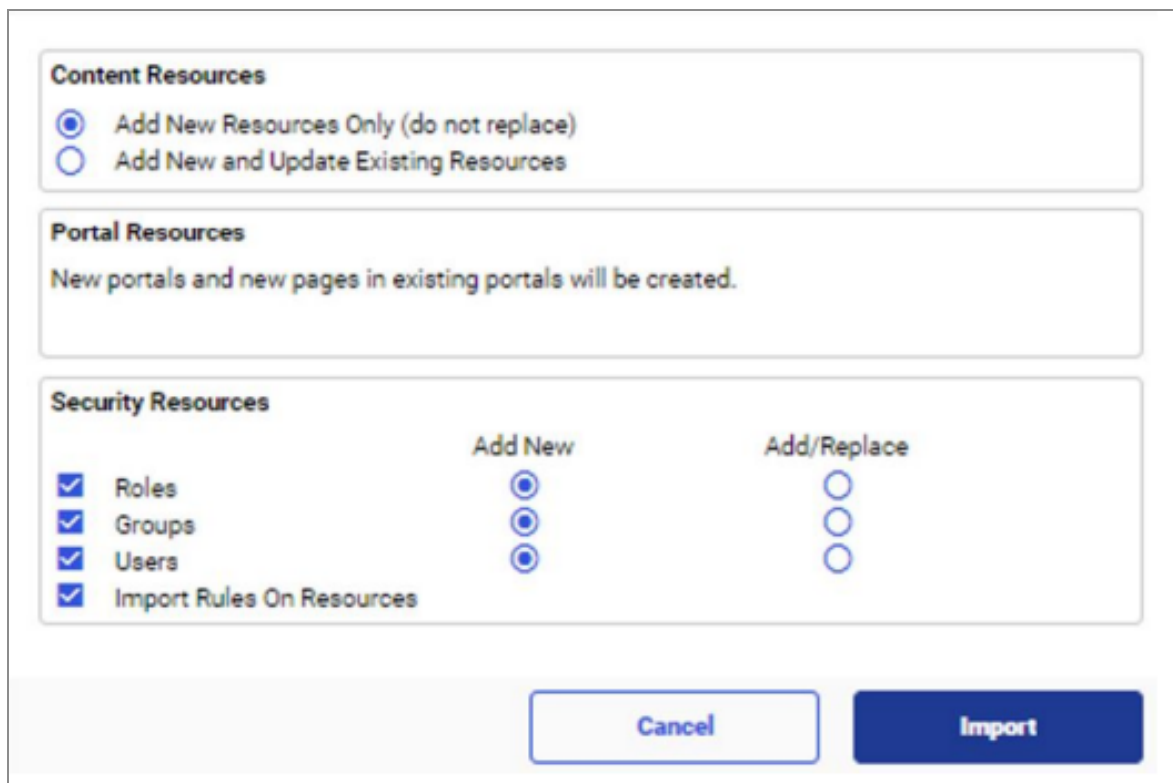 Content Resources
Add New Resources Only (do not replace)
Add New and Update Existing Resources
Portal Resources
New portals and new pages in existing portals will be created.
Security Resources
Add New Add/Replace
Roles
Groups
Users
Import Rules On Resources
Cancel Import